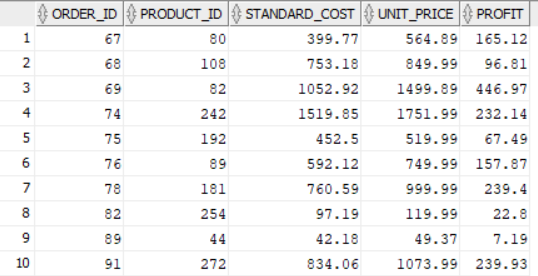 ORDER_ID PRODUCT_ID STANDARD_COST UNIT_PRICE PROFIT
1 67 80 399.77 564.89 165.12
2 68 108 753.18 849.99 96.81
3 69 82 1052.92 1499.89 446.97
4 74 242 1519.85 1751.99 232.14
5 75 192 452.5 519.99 67.49
6 76 89 592.12 749.99 157.87
7 78 181 760.59 999.99 239.4
8 82 254 97.19 119.99 22.8
9 89 44 42.18 49.37 7.19
10 91 272 834.06 1073.99 239.93